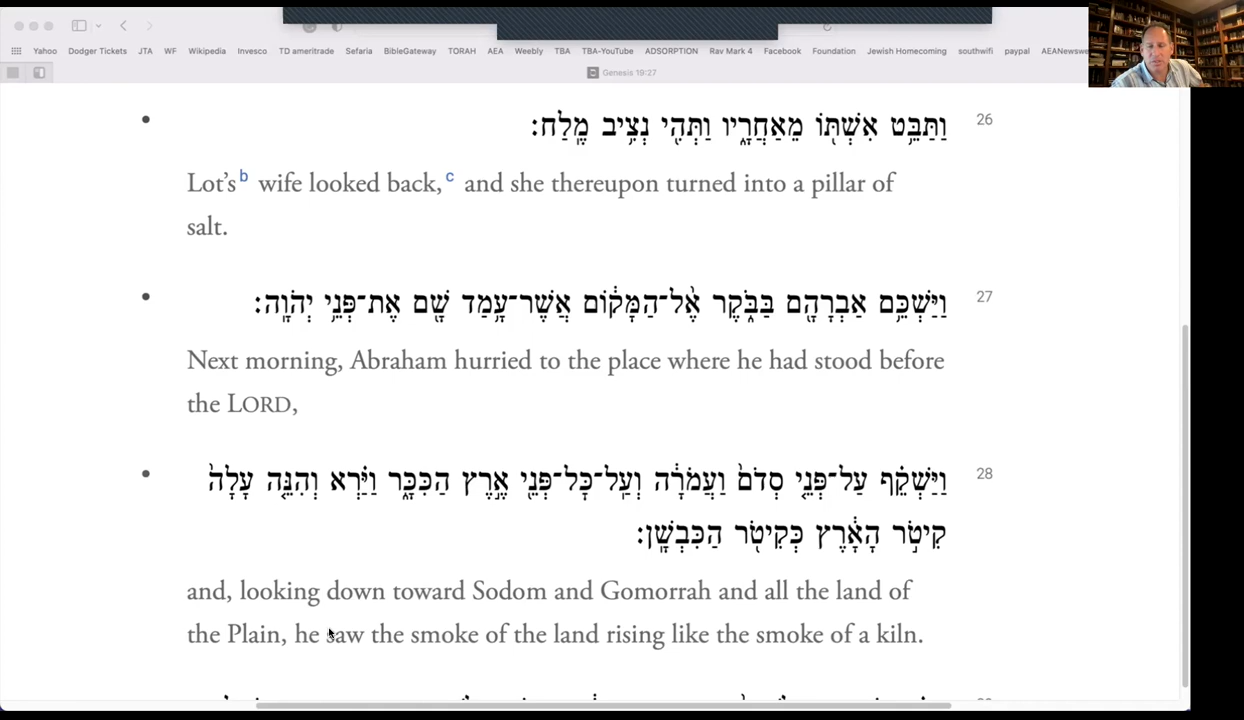 Yahoo Dodger Tickets JTA WF Wikipedia Invesco TD ameritrade Sefaria BibleGateway TORAH AEA Weebly TBA TBA-YouTube ADSORPTION Rav Mark 4 Facebook Foundation Jewish Homecoming southwifi paypal AEANewswe
Genesis 19:27
26
וַתַּבֵּ֥ט אִשְׁתּ֖וֹ מֵאַחֲרָ֑יו וַתְּהִ֖י נְצִ֥יב מֶֽלַח׃
Lot’s b wife looked back, c and she thereupon turned into a pillar of
salt.
27
וַיַּשְׁכֵּ֥ם אַבְרָהָ֖ם בַּבֹּ֑קֶר אֶ֨ל־הַמָּק֔וֹם אֲשֶׁר־עָ֥מַד שָׁ֖ם אֶת־פְּנֵ֥י יְהֹוָֽה׃
Next morning, Abraham hurried to the place where he had stood before
the LORD,
28
וַיַּשְׁקֵ֗ף עַל־פְּנֵ֤י סְדֹם֙ וַעֲמֹרָ֔ה וְעַֽל־כׇּל־פְּנֵ֖י אֶ֣רֶץ הַכִּכָּ֑ר וַיַּ֗רְא וְהִנֵּ֤ה עָלָה֙
קִיטֹ֣ר הָאָ֔רֶץ כְּקִיטֹ֖ר הַכִּבְשָֽׁן׃
and, looking down toward Sodom and Gomorrah and all the land of
the Plain, he saw the smoke of the land rising like the smoke of a kiln.